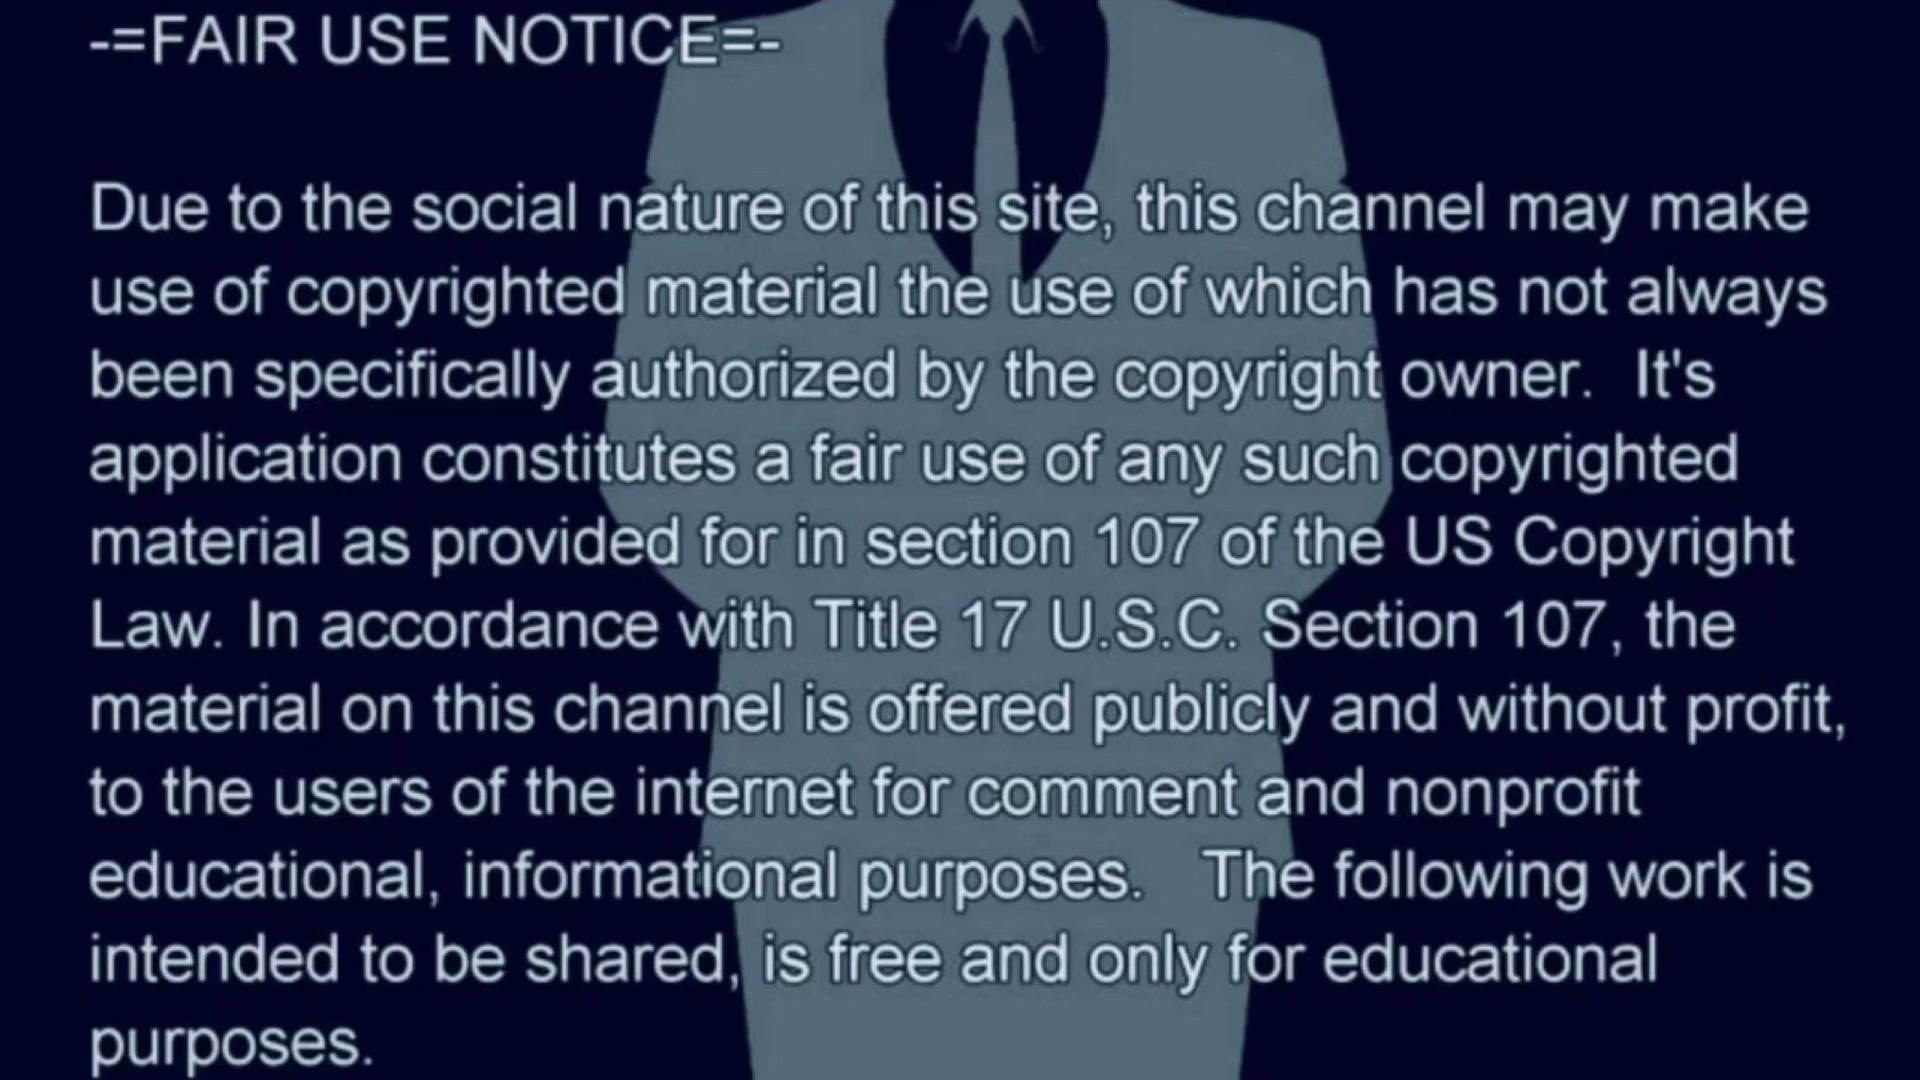 -=FAIR USE NOTICE=-
Due to the social nature of this site, this channel may make
use of copyrighted material the use of which has not always
been specifically authorized by the copyright owner.  It's
application constitutes a fair use of any such copyrighted
material as provided for in section 107 of the US Copyright
Law. In accordance with Title 17 U.S.C. Section 107, the
material on this channel is offered publicly and without profit,
to the users of the internet for comment and nonprofit
educational, informational purposes.   The following work is
intended to be shared, is free and only for educational
purposes.